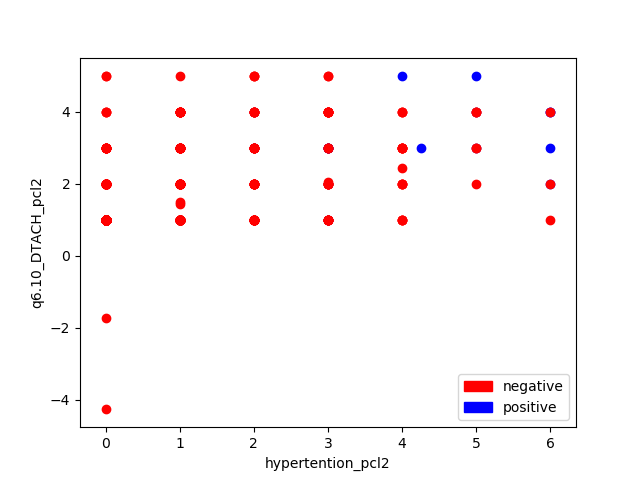 4
2
0
−2
−4
q6.10_DTACH_pcl2
negative
positive
0 1 2 3 4 5 6
hypertention_pcl2